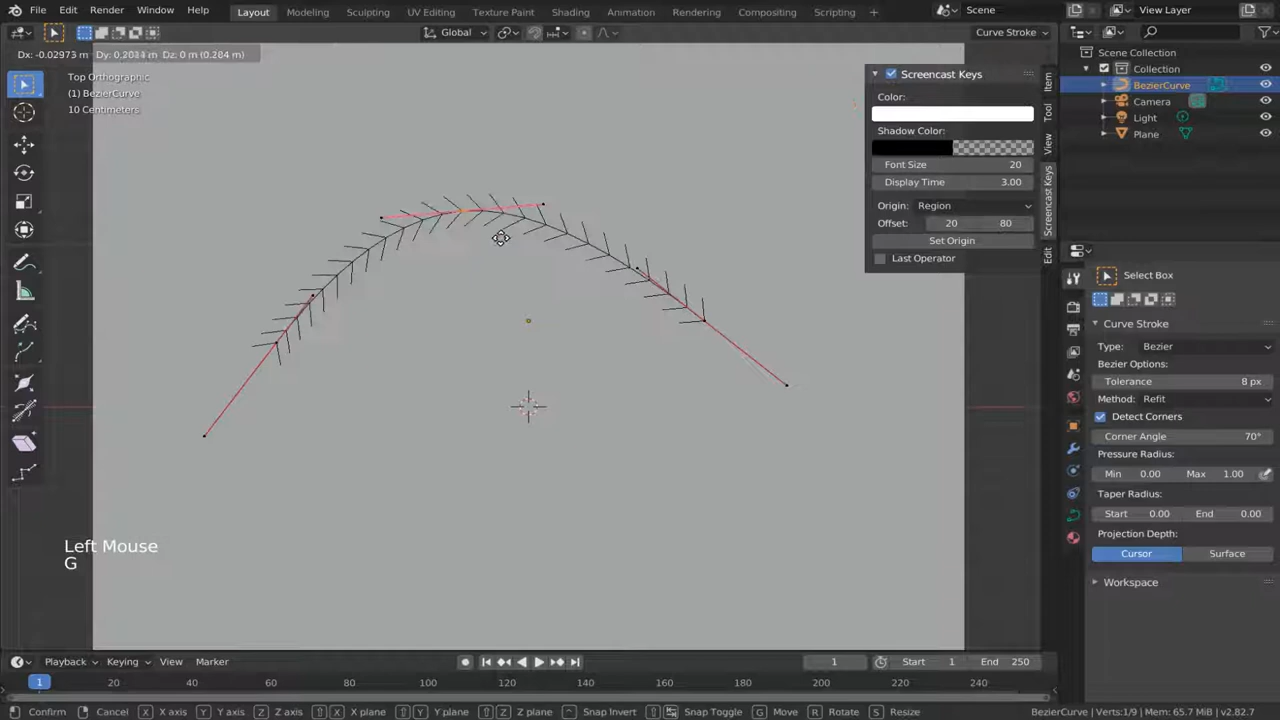 File Edit Render Window Help Layout Modeling Sculpting UV Editing Texture Paint Shading Animation Rendering Compositing Scripting + Scene View Layer
Global Curve Stroke
Dx: -0.02973 m Dy: 0.2011 m Dz: 0 m (0.284 m)
Top Orthographic
(1) BezierCurve
10 Centimeters
Screencast Keys
Color:
Shadow Color:
Font Size 20
Display Time 3.00
Origin: Region
Offset: 20 80
Set Origin
Last Operator
Item
Tool
View
Screencast Keys
Edit
Scene Collection
Collection
BezierCurve
Camera
Light
Plane
Select Box
Curve Stroke
Type: Bezier
Bezier Options:
Tolerance 8 px
Method: Refit
Detect Corners
Corner Angle 70°
Pressure Radius:
Min 0.00 Max 1.00
Taper Radius:
Start 0.00 End 0.00
Projection Depth:
Cursor Surface
Workspace
Left Mouse
G
Playback Keying View Marker 1 Start 1 End 250
1 20 40 60 80 100 120 140 160 180 200 220 240
Confirm Cancel X X axis Y Y axis Z Z axis X X plane Y Y plane Z Z plane Snap Invert Snap Toggle G Move R Rotate S Resize BezierCurve | Verts:1/9 | Mem: 65.7 MiB | v2.82.7